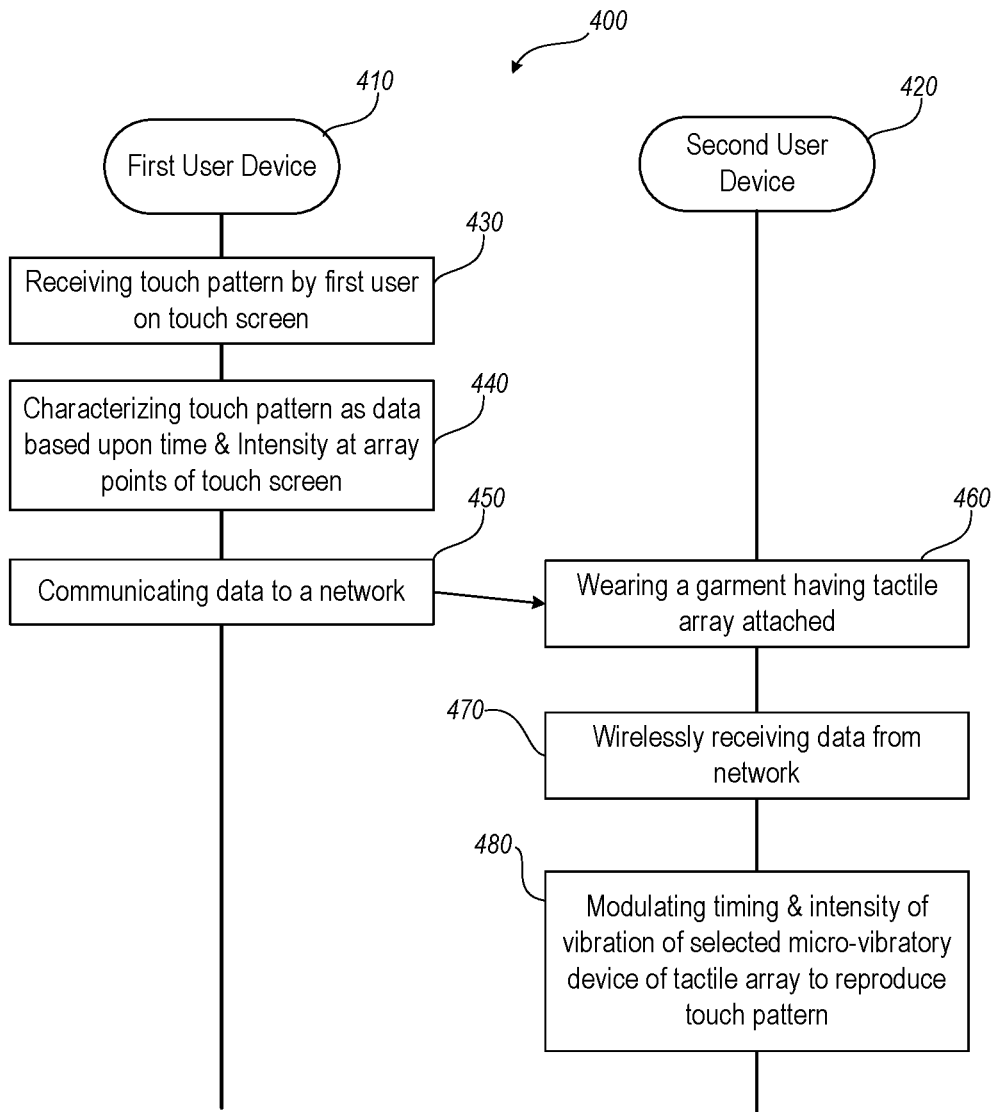 400
410
First User Device
420
Second User
Device
430
Receiving touch pattern by first user
on touch screen
440
Characterizing touch pattern as data
based upon time & Intensity at array
points of touch screen
450
Communicating data to a network
460
Wearing a garment having tactile
array attached
470
Wirelessly receiving data from
network
480
Modulating timing & intensity of
vibration of selected micro-vibratory
device of tactile array to reproduce
touch pattern